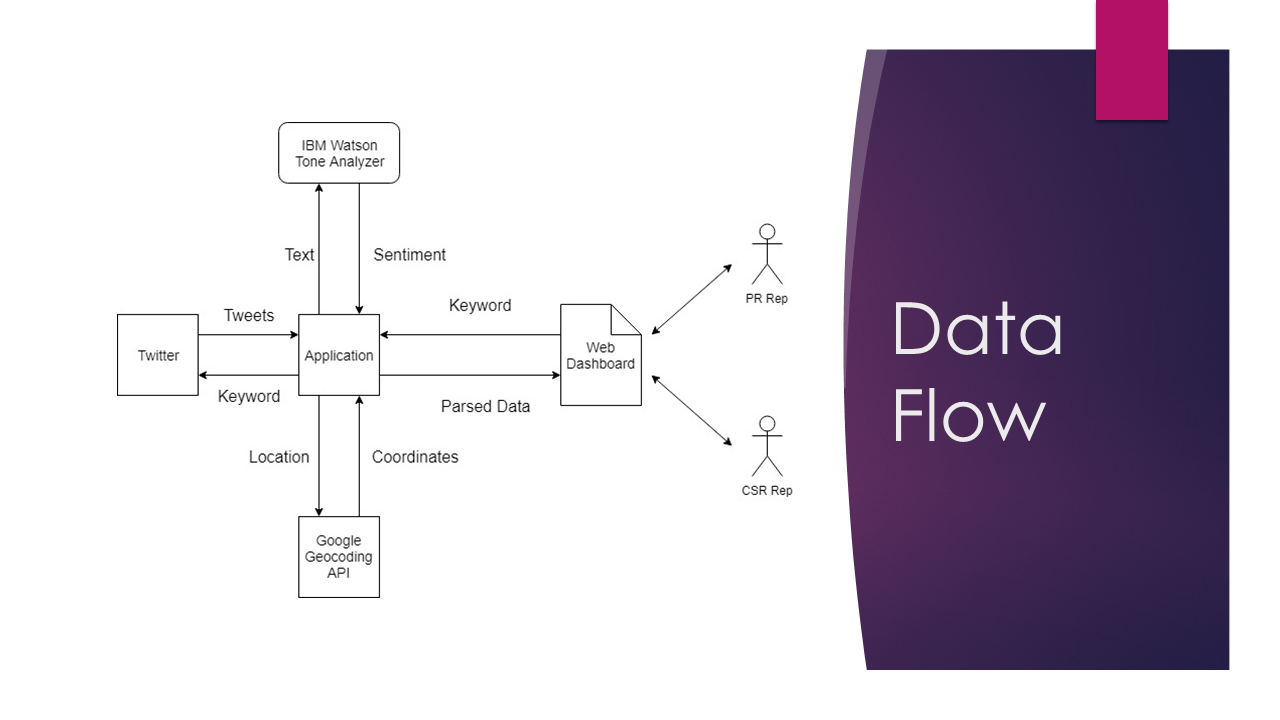 IBM Watson
Tone Analyzer
Text
Sentiment
Tweets
Keyword
Twitter
Application
Web
Dashboard
Keyword
Parsed Data
Location
Coordinates
Google
Geocoding
API
PR Rep
CSR Rep
Data
Flow